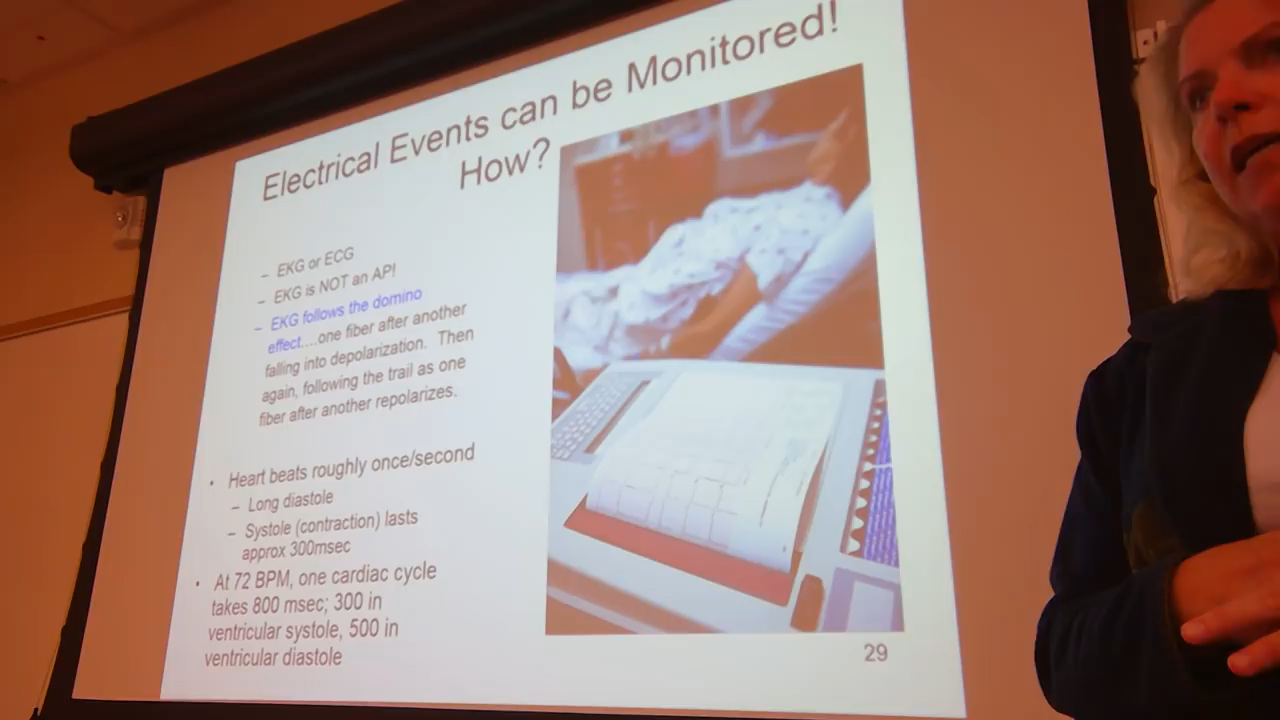 Electrical Events can be Monitored!
How?
– EKG or ECG
– EKG is NOT an AP!
– EKG follows the domino
effect....one fiber after another
falling into depolarization. Then
again, following the trail as one
fiber after another repolarizes.
• Heart beats roughly once/second
– Long diastole
– Systole (contraction) lasts
approx 300msec
• At 72 BPM, one cardiac cycle
takes 800 msec; 300 in
ventricular systole, 500 in
ventricular diastole
29